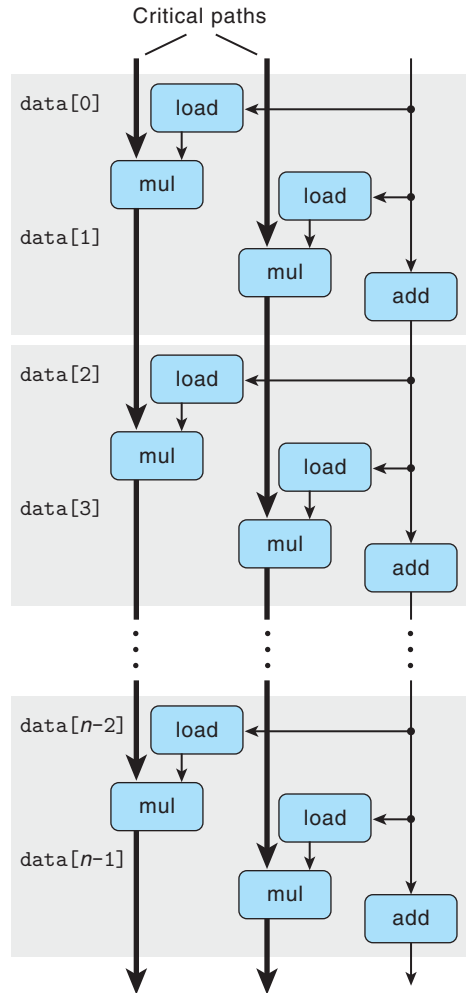 Critical paths
data[0]
load
mul
load
data[1]
mul
add
data[2]
load
mul
load
data[3]
mul
add
data[n-2]
load
mul
load
data[n-1]
mul
add